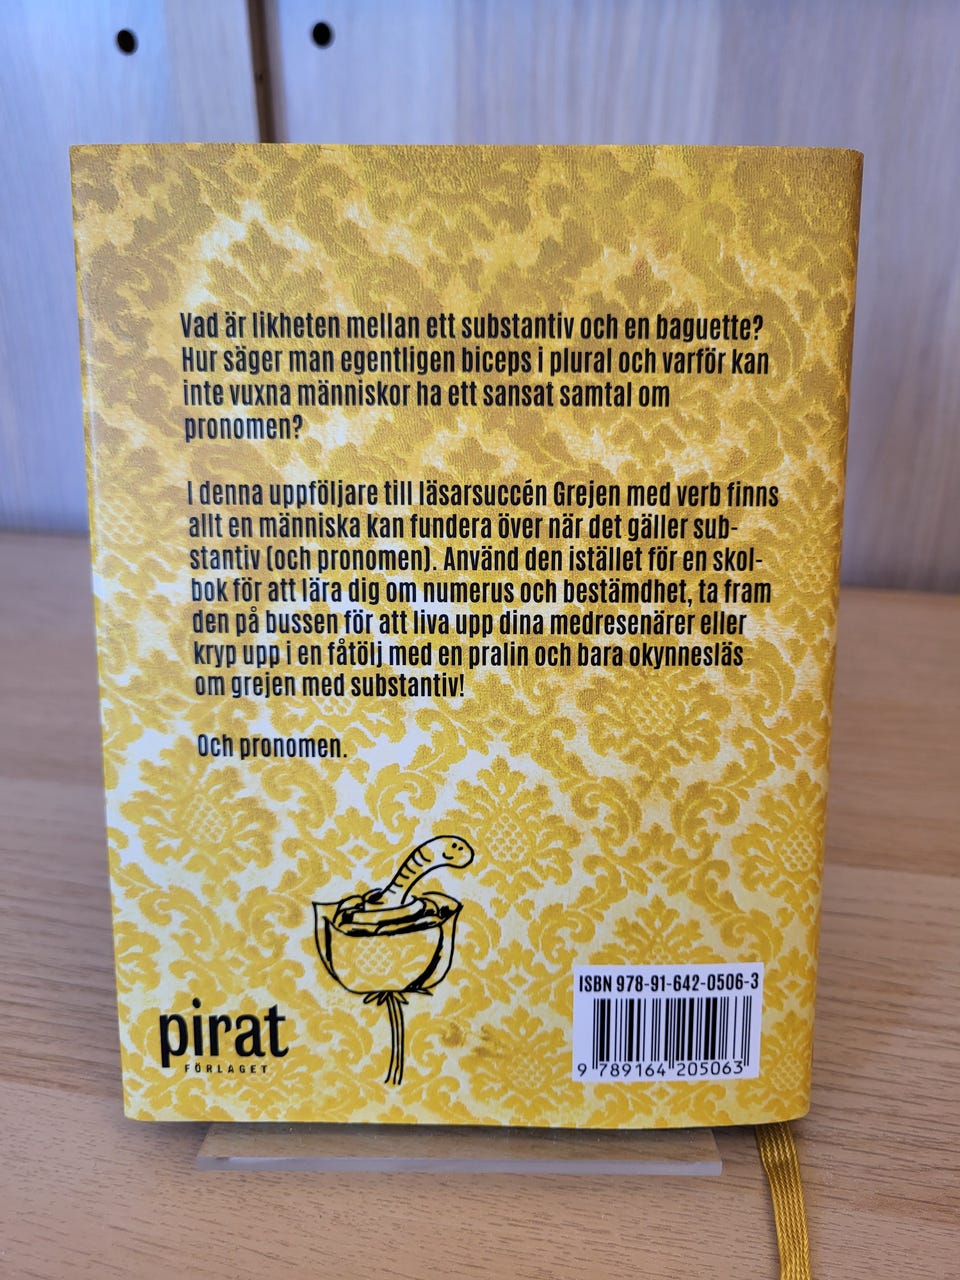 Vad är likheten mellan ett substantiv och en baguette?
Hur säger man egentligen biceps i plural och varför kan
inte vuxna människor ha ett sansat samtal om
pronomen?
I denna uppföljare till läsarsuccén Grejen med verb finns
allt en människa kan fundera över när det gäller sub-
stantiv (och pronomen). Använd den istället för en skol-
bok för att lära dig om numerus och bestämdhet, ta fram
den på bussen för att liva upp dina medresenärer eller
kryp upp i en fåtölj med en pralin och bara okynnesläs
om grejen med substantiv!
Och pronomen.
pirat
FÖRLAGET
ISBN 978-91-642-0506-3
9 789164 205063